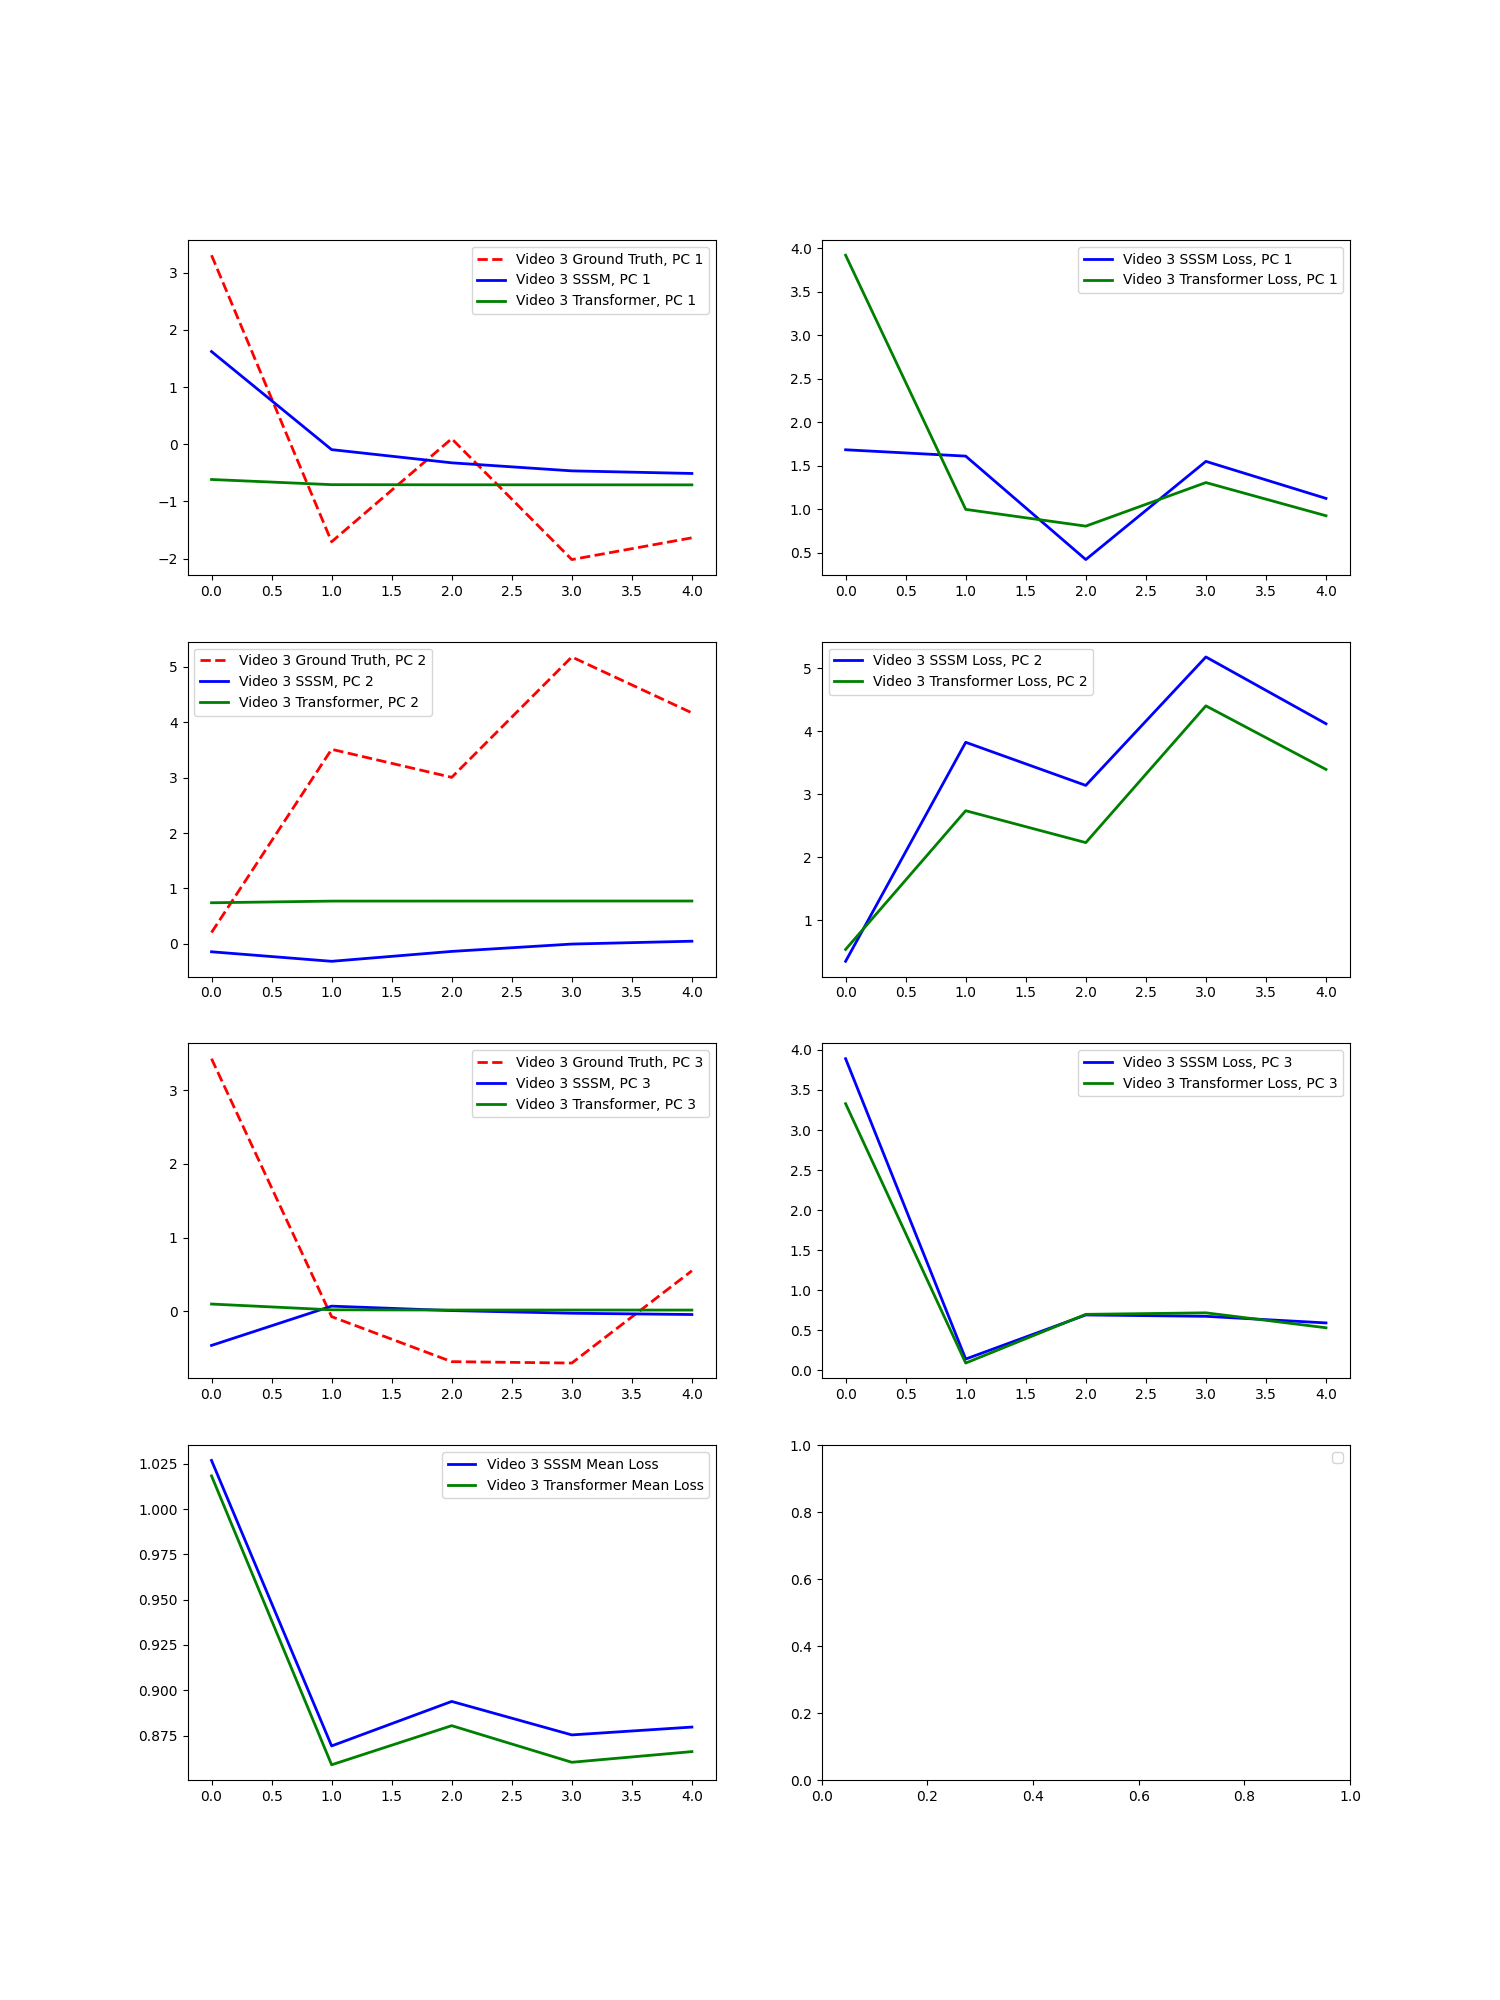 Video 3 Ground Truth, PC 1
Video 3 SSSM, PC 1
Video 3 Transformer, PC 1
3
2
1
0
−1
−2
0.0 0.5 1.0 1.5 2.0 2.5 3.0 3.5 4.0
Video 3 SSSM Loss, PC 1
Video 3 Transformer Loss, PC 1
4.0
3.5
3.0
2.5
2.0
1.5
1.0
0.5
0.0 0.5 1.0 1.5 2.0 2.5 3.0 3.5 4.0
Video 3 Ground Truth, PC 2
Video 3 SSSM, PC 2
Video 3 Transformer, PC 2
5
4
3
2
1
0
0.0 0.5 1.0 1.5 2.0 2.5 3.0 3.5 4.0
Video 3 SSSM Loss, PC 2
Video 3 Transformer Loss, PC 2
5
4
3
2
1
0.0 0.5 1.0 1.5 2.0 2.5 3.0 3.5 4.0
Video 3 Ground Truth, PC 3
Video 3 SSSM, PC 3
Video 3 Transformer, PC 3
3
2
1
0
0.0 0.5 1.0 1.5 2.0 2.5 3.0 3.5 4.0
Video 3 SSSM Loss, PC 3
Video 3 Transformer Loss, PC 3
4.0
3.5
3.0
2.5
2.0
1.5
1.0
0.5
0.0
0.0 0.5 1.0 1.5 2.0 2.5 3.0 3.5 4.0
Video 3 SSSM Mean Loss
Video 3 Transformer Mean Loss
1.025
1.000
0.975
0.950
0.925
0.900
0.875
0.0 0.5 1.0 1.5 2.0 2.5 3.0 3.5 4.0
1.0
0.8
0.6
0.4
0.2
0.0
0.0 0.2 0.4 0.6 0.8 1.0